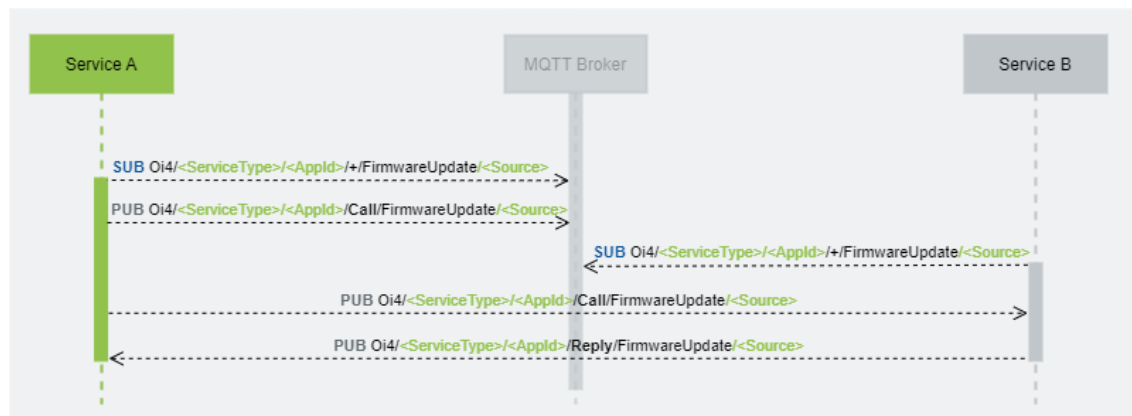 Service A
MQTT Broker
Service B
SUB Oi4/<ServiceType>/<AppId>/+/FirmwareUpdate/<Source>
PUB Oi4/<ServiceType>/<AppId>/Call/FirmwareUpdate/<Source>
SUB Oi4/<ServiceType>/<AppId>/+/FirmwareUpdate/<Source>
PUB Oi4/<ServiceType>/<AppId>/Call/FirmwareUpdate/<Source>
PUB Oi4/<ServiceType>/<AppId>/Reply/FirmwareUpdate/<Source>